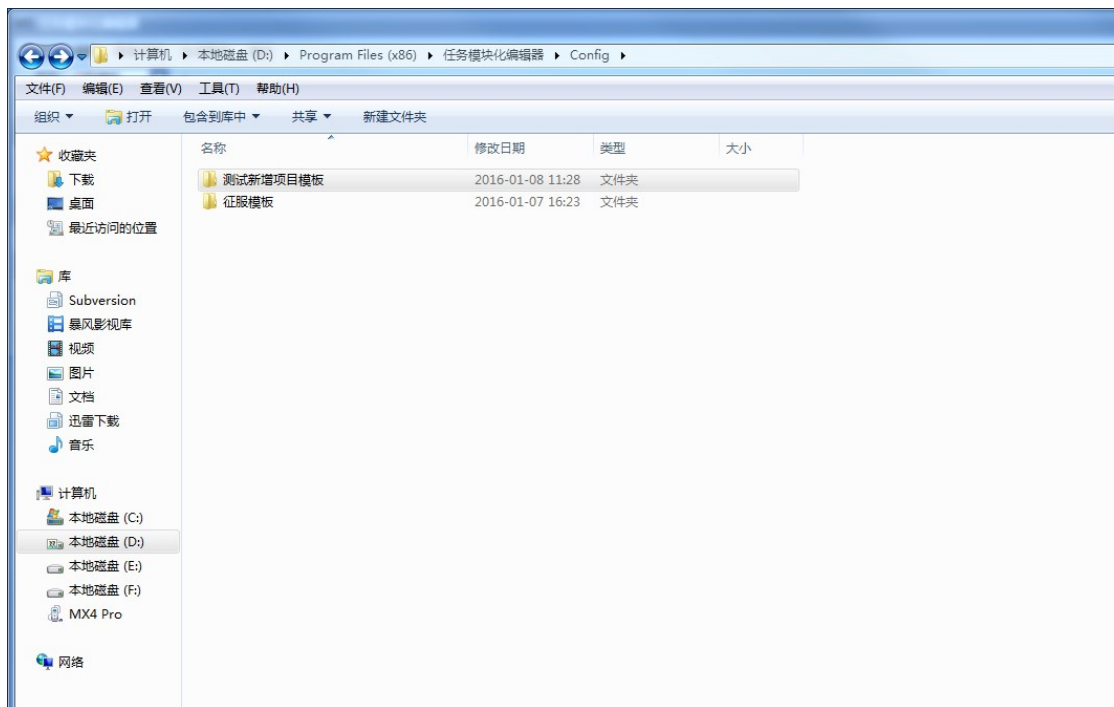 计算机 ▸ 本地磁盘 (D:) ▸ Program Files (x86) ▸ 任务模块化编辑器 ▸ Config ▸
文件(F) 编辑(E) 查看(V) 工具(T) 帮助(H)
组织 ▼ 打开 包含到库中 ▼ 共享 ▼ 新建文件夹
名称 修改日期 类型 大小
测试新增项目模板 2016-01-08 11:28 文件夹
征服模板 2016-01-07 16:23 文件夹
收藏夹
下载
桌面
最近访问的位置
库
Subversion
暴风影视库
视频
图片
文档
迅雷下载
音乐
计算机
本地磁盘 (C:)
本地磁盘 (D:)
本地磁盘 (E:)
本地磁盘 (F:)
MX4 Pro
网络